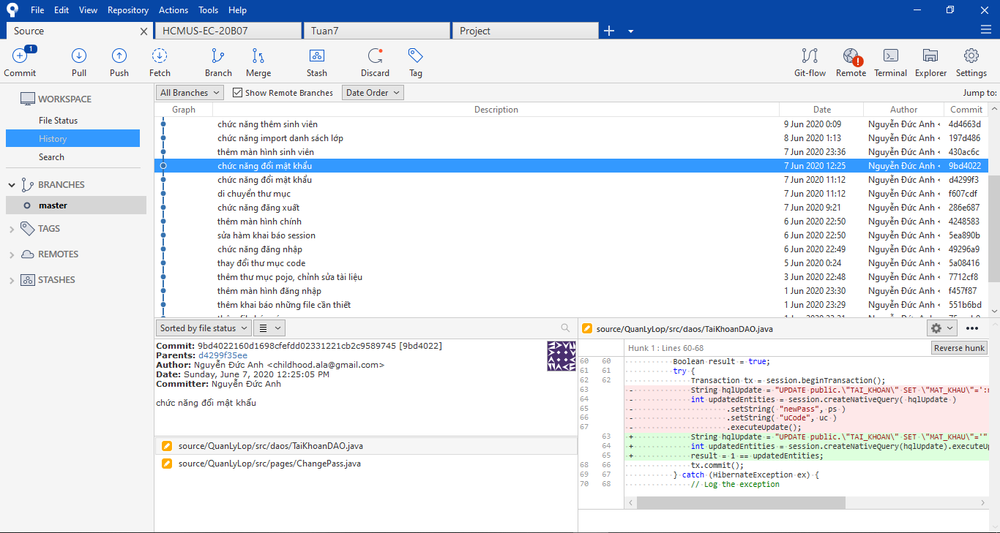 File Edit View Repository Actions Tools Help
Source HCMUS-EC-20B07 Tuan7 Project
1
Commit Pull Push Fetch Branch Merge Stash Discard Tag Git-flow Remote Terminal Explorer Settings
WORKSPACE
File Status
History
Search
BRANCHES
master
TAGS
REMOTES
STASHES
All Branches Show Remote Branches Date Order Jump to:
Graph Description Date Author Commit
chức năng thêm sinh viên 9 Jun 2020 0:09 Nguyễn Đức Anh < 4d4663d
chức năng import danh sách lớp 8 Jun 2020 1:13 Nguyễn Đức Anh < 197d486
thêm màn hình sinh viên 7 Jun 2020 23:36 Nguyễn Đức Anh < 430ac6c
chức năng đổi mật khẩu 7 Jun 2020 12:25 Nguyễn Đức Anh < 9bd4022
chức năng đổi mật khẩu 7 Jun 2020 11:12 Nguyễn Đức Anh < d4299f3
di chuyển thư mục 7 Jun 2020 11:12 Nguyễn Đức Anh < f607cdf
chức năng đăng xuất 7 Jun 2020 9:21 Nguyễn Đức Anh < 286e687
thêm màn hình chính 6 Jun 2020 22:50 Nguyễn Đức Anh < 4248583
sửa hàm khai báo session 6 Jun 2020 22:50 Nguyễn Đức Anh < 5ea890b
chức năng đăng nhập 6 Jun 2020 22:49 Nguyễn Đức Anh < 49296a9
thay đổi thư mục code 5 Jun 2020 0:24 Nguyễn Đức Anh < 5a08416
thêm thư mục pojo, chỉnh sửa tài liệu 3 Jun 2020 22:48 Nguyễn Đức Anh < 7712cf8
thêm màn hình đăng nhập 1 Jun 2020 23:30 Nguyễn Đức Anh < f457f87
thêm khai báo những file cần thiết 1 Jun 2020 23:29 Nguyễn Đức Anh < 551b6bd
Sorted by file status
Commit: 9bd4022160d1698cfefdd02331221cb2c9589745 [9bd4022]
Parents: d4299f35ee
Author: Nguyễn Đức Anh <childhood.ala@gmail.com>
Date: Sunday, June 7, 2020 12:25:05 PM
Committer: Nguyễn Đức Anh
chức năng đổi mật khẩu
source/QuanLyLop/src/daos/TaiKhoanDAO.java
source/QuanLyLop/src/pages/ChangePass.java
source/QuanLyLop/src/daos/TaiKhoanDAO.java
Hunk 1 : Lines 60-68 Reverse hunk
60 60 Boolean result = true;
61 61 try {
62 62 Transaction tx = session.beginTransaction();
63 - String hqlUpdate = "UPDATE public.\"TAI_KHOAN\" SET \"MAT_KHAU\"=':n
64 - int updatedEntities = session.createNativeQuery( hqlUpdate )
65 - .setString( "newPass", ps )
66 - .setString( "uCode", uc )
67 - .executeUpdate();
63 + String hqlUpdate = "UPDATE public.\"TAI_KHOAN\" SET \"MAT_KHAU\"='"
64 + int updatedEntities = session.createNativeQuery(hqlUpdate).executeUp
65 + result = 1 == updatedEntities;
68 66 tx.commit();
69 67 } catch (HibernateException ex) {
70 68 // Log the exception